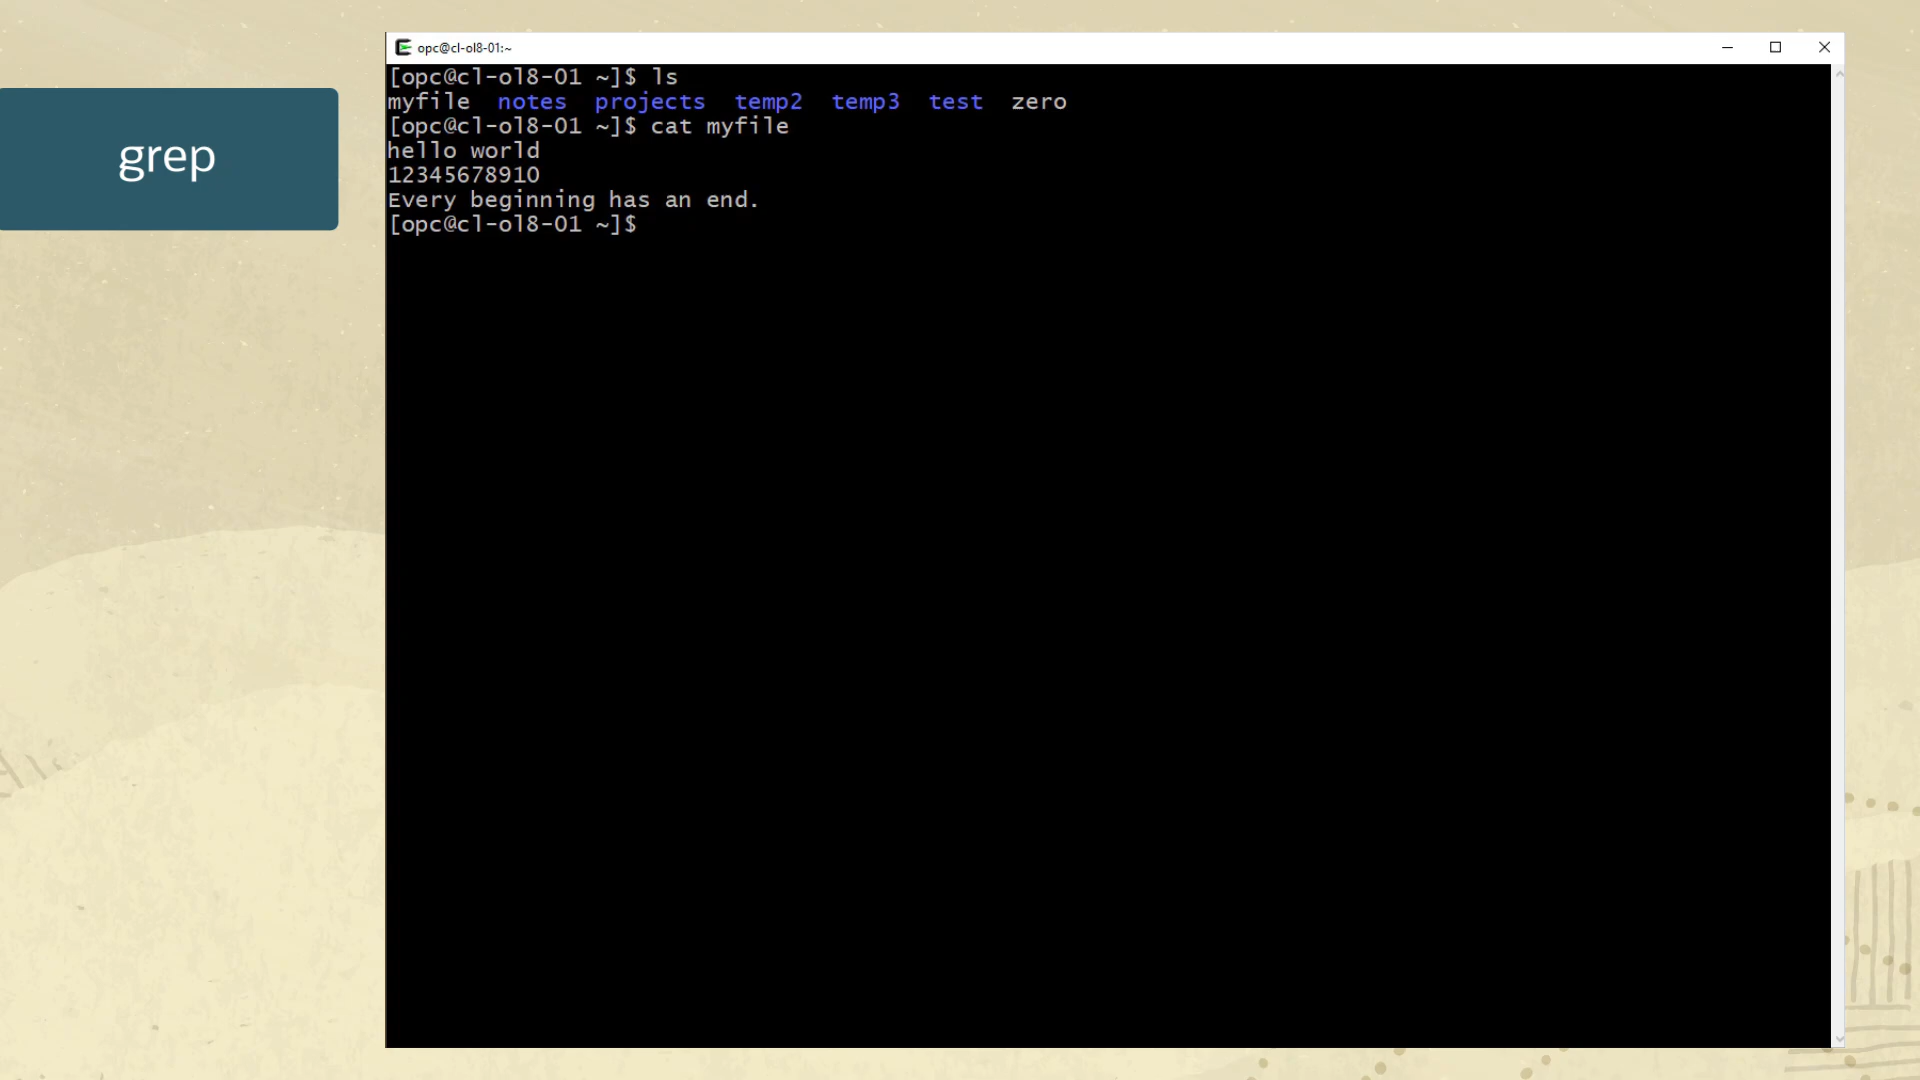 grep
opc@cl-ol8-01:~
[opc@cl-ol8-01 ~]$ ls
myfile notes projects temp2 temp3 test zero
[opc@cl-ol8-01 ~]$ cat myfile
hello world
12345678910
Every beginning has an end.
[opc@cl-ol8-01 ~]$